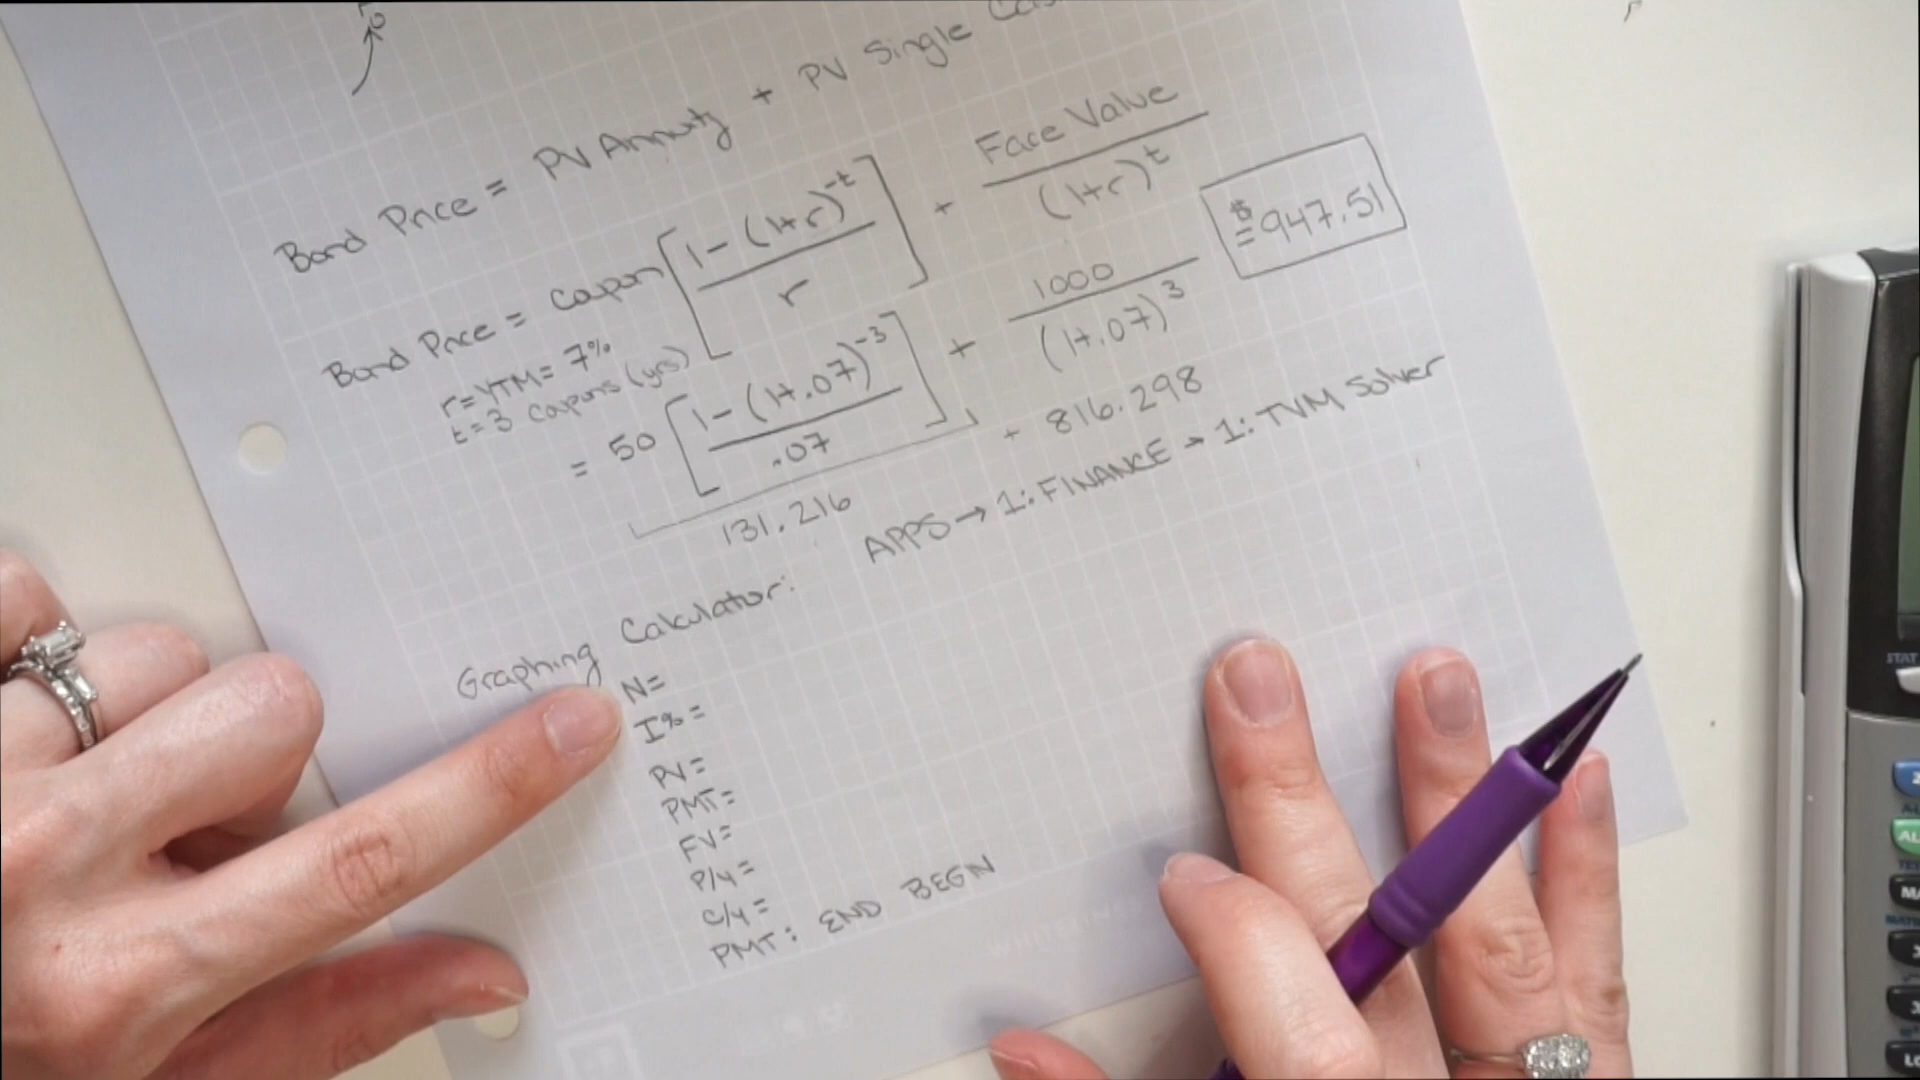 Bond Price = PV Annuity + PV Single
Bond Price = Coupon [ 1 - (1+r)^-t / r ] + Face Value / (1+r)^t
r = YTM = 7%
t = 3 coupons (yrs)
= 50 [ 1 - (1+.07)^-3 / .07 ] + 1000 / (1+.07)^3
= $947.51
131.216 + 816.298
Graphing Calculator: APPS → 1: FINANCE → 1: TVM Solver
N=
I%=
PV=
PMT=
FV=
P/Y=
C/Y=
PMT: END BEGIN
STAT